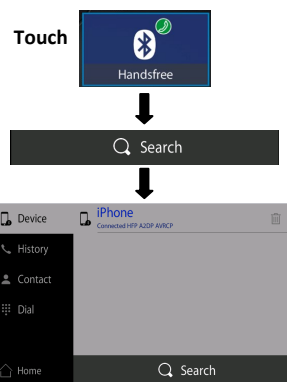 Touch
Handsfree
Search
Device
iPhone
Connected HFP A2DP AVRCP
History
Contact
Dial
Home
Search